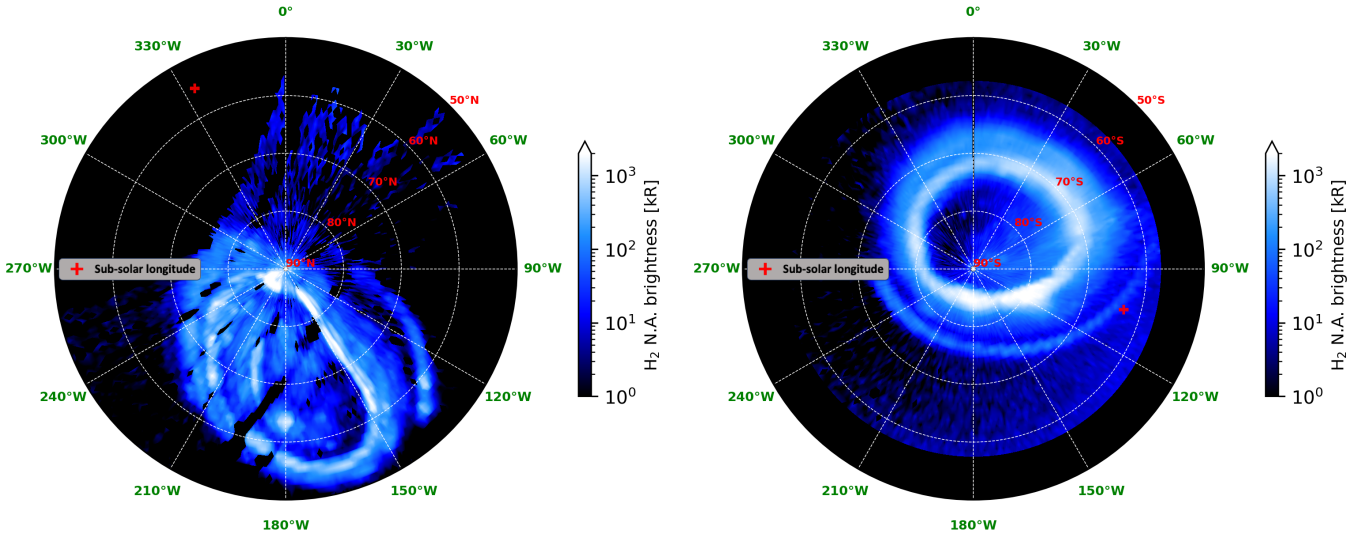 0°
330°W
30°W
50°N
300°W
60°N
60°W
70°N
80°N
270°W
Sub-solar longitude
90°N
90°W
240°W
120°W
210°W
150°W
180°W
10³
10²
10¹
10⁰
H₂ N.A. brightness [kR]
0°
330°W
30°W
50°S
300°W
60°S
60°W
70°S
80°S
270°W
Sub-solar longitude
90°S
90°W
240°W
120°W
210°W
150°W
180°W
10³
10²
10¹
10⁰
H₂ N.A. brightness [kR]